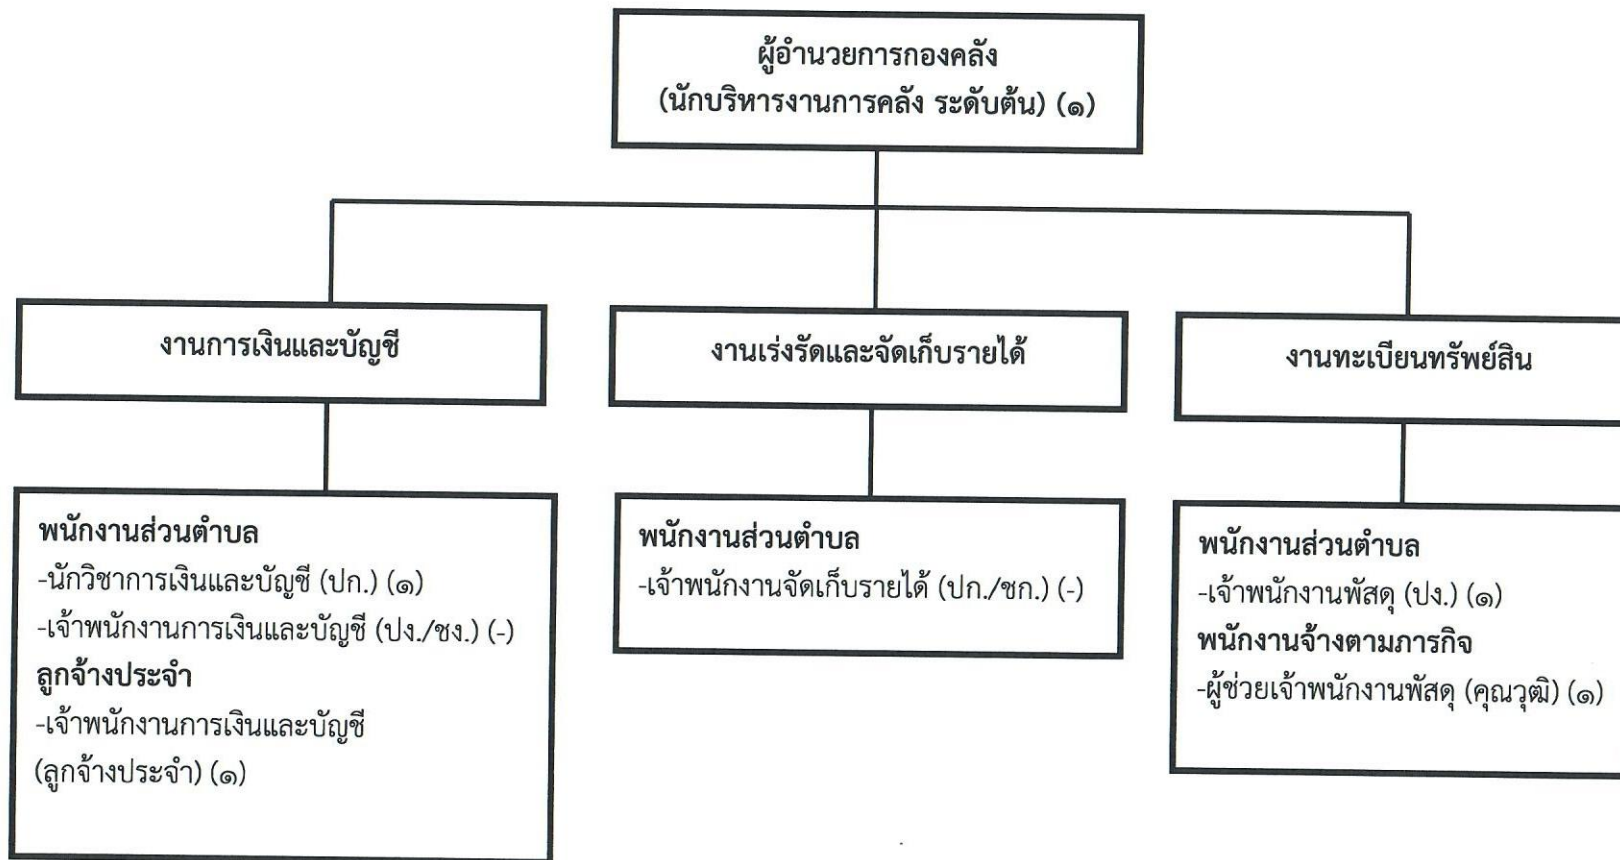 ผู้อำนวยการกองคลัง
(นักบริหารงานการคลัง ระดับต้น) (๑)
งานการเงินและบัญชี
งานเร่งรัดและจัดเก็บรายได้
งานทะเบียนทรัพย์สิน
พนักงานส่วนตำบล
-นักวิชาการเงินและบัญชี (ปก.) (๑)
-เจ้าพนักงานการเงินและบัญชี (ปง./ชง.) (-)
ลูกจ้างประจำ
-เจ้าพนักงานการเงินและบัญชี
(ลูกจ้างประจำ) (๑)
พนักงานส่วนตำบล
-เจ้าพนักงานจัดเก็บรายได้ (ปก./ชก.) (-)
พนักงานส่วนตำบล
-เจ้าพนักงานพัสดุ (ปง.) (๑)
พนักงานจ้างตามภารกิจ
-ผู้ช่วยเจ้าพนักงานพัสดุ (คุณวุฒิ) (๑)